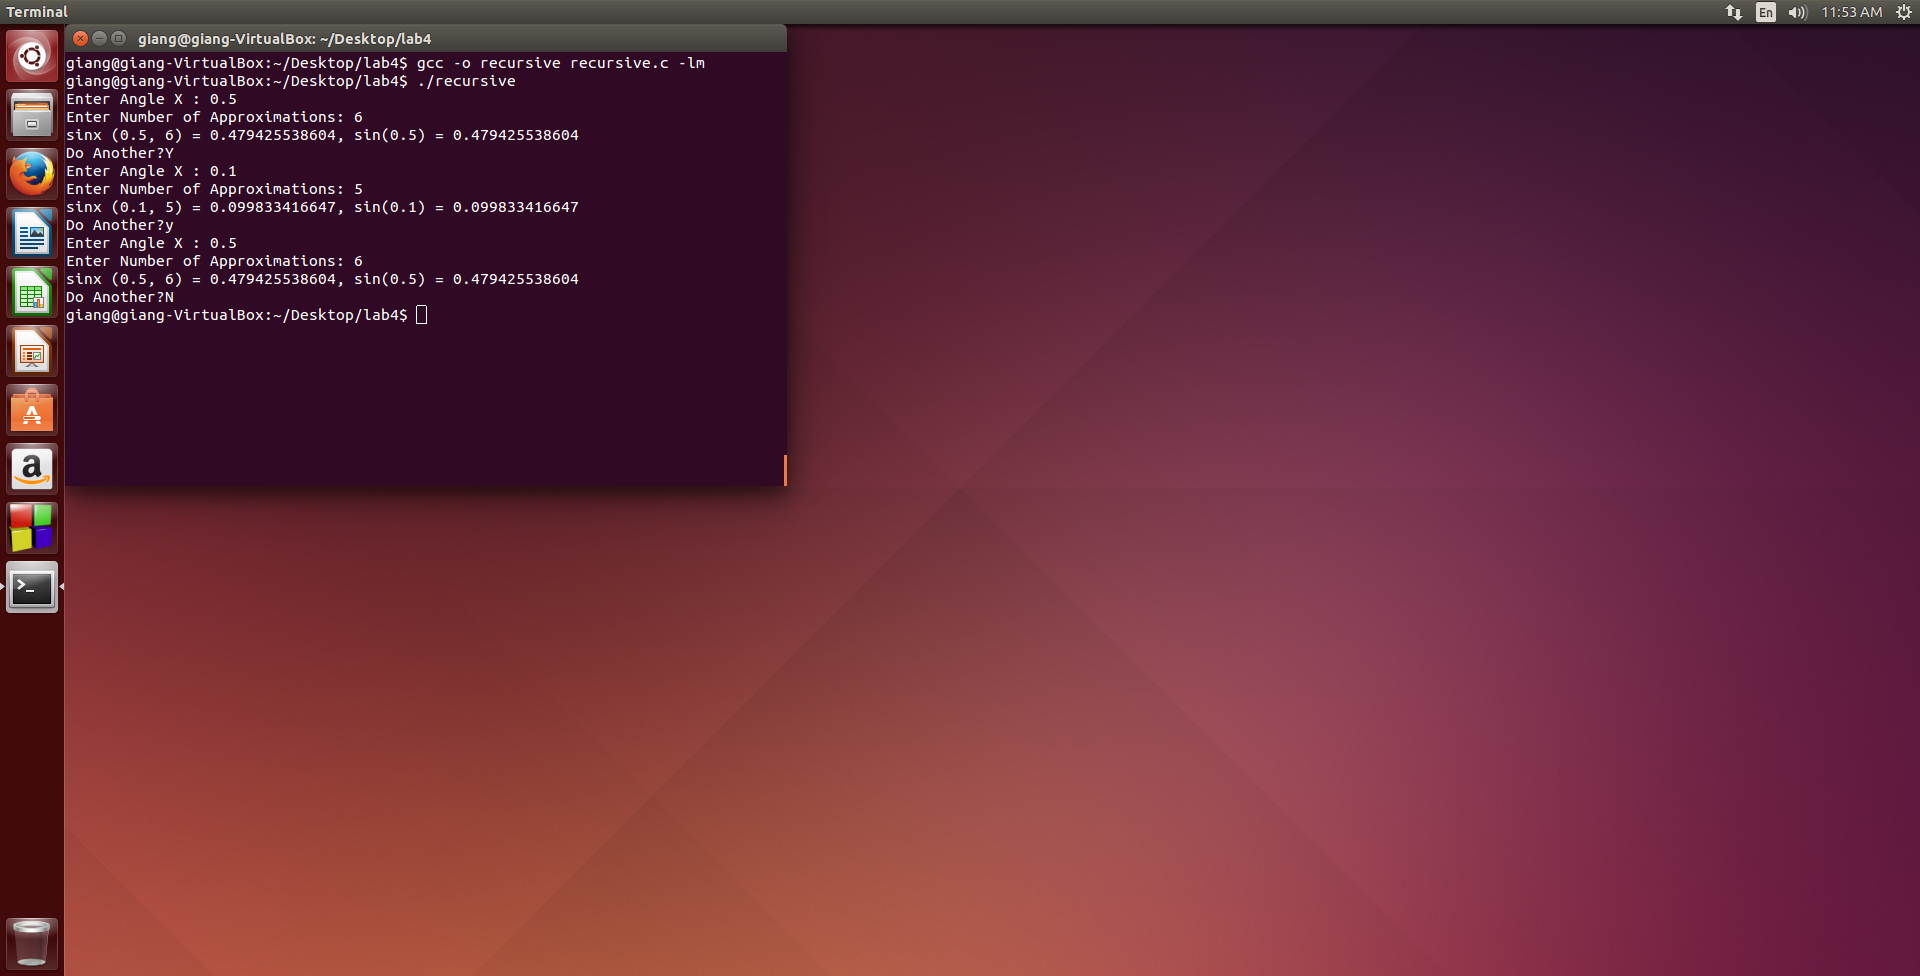 Terminal
En
11:53 AM
giang@giang-VirtualBox: ~/Desktop/lab4
giang@giang-VirtualBox:~/Desktop/lab4$ gcc -o recursive recursive.c -lm
giang@giang-VirtualBox:~/Desktop/lab4$ ./recursive
Enter Angle X : 0.5
Enter Number of Approximations: 6
sinx (0.5, 6) = 0.479425538604, sin(0.5) = 0.479425538604
Do Another?Y
Enter Angle X : 0.1
Enter Number of Approximations: 5
sinx (0.1, 5) = 0.099833416647, sin(0.1) = 0.099833416647
Do Another?y
Enter Angle X : 0.5
Enter Number of Approximations: 6
sinx (0.5, 6) = 0.479425538604, sin(0.5) = 0.479425538604
Do Another?N
giang@giang-VirtualBox:~/Desktop/lab4$